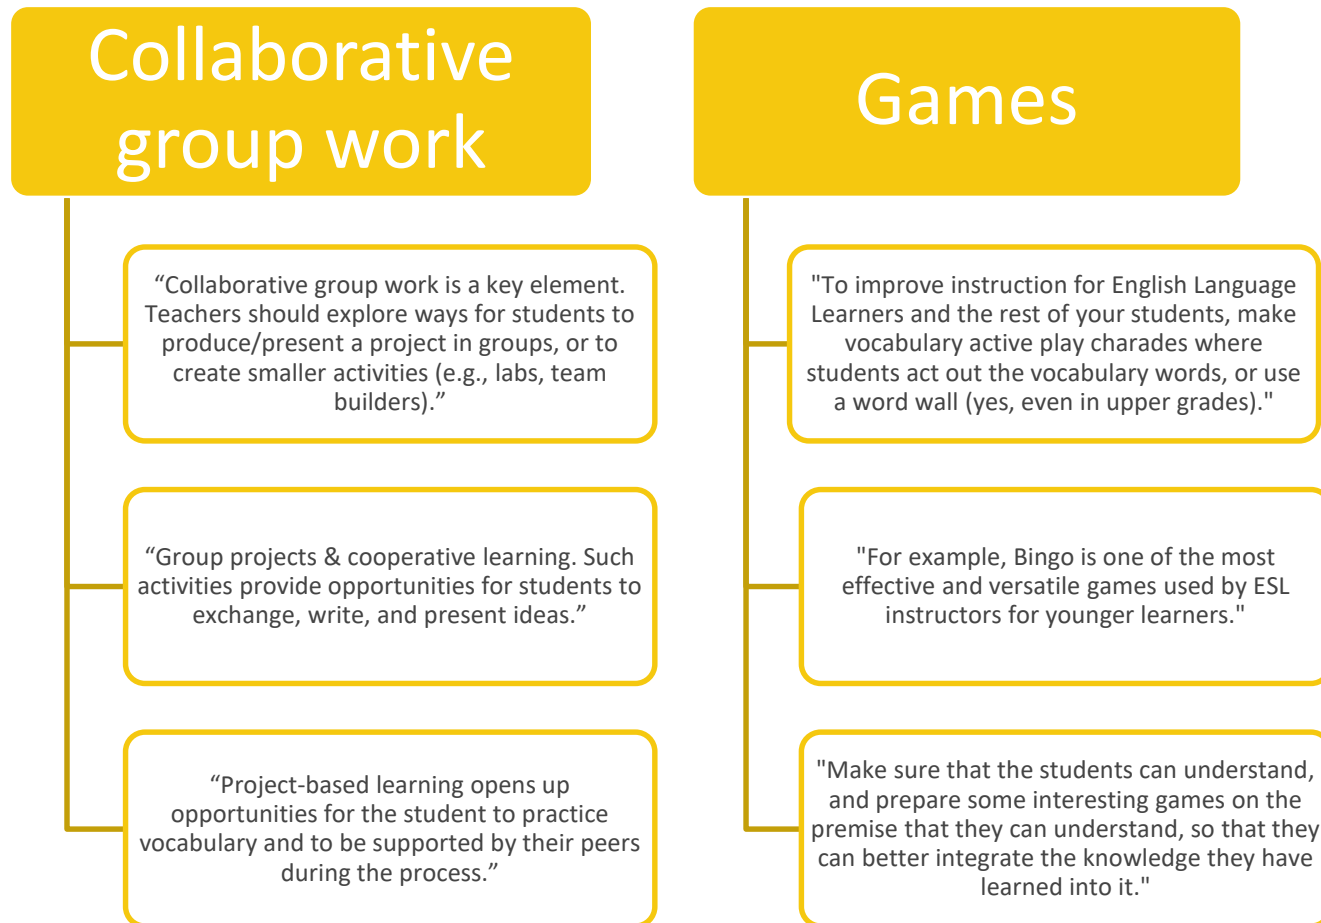 Collaborative
group work
“Collaborative group work is a key element.
Teachers should explore ways for students to
produce/present a project in groups, or to
create smaller activities (e.g., labs, team
builders).”
“Group projects & cooperative learning. Such
activities provide opportunities for students to
exchange, write, and present ideas.”
“Project-based learning opens up
opportunities for the student to practice
vocabulary and to be supported by their peers
during the process.”
Games
"To improve instruction for English Language
Learners and the rest of your students, make
vocabulary active play charades where
students act out the vocabulary words, or use
a word wall (yes, even in upper grades)."
"For example, Bingo is one of the most
effective and versatile games used by ESL
instructors for younger learners."
"Make sure that the students can understand,
and prepare some interesting games on the
premise that they can understand, so that they
can better integrate the knowledge they have
learned into it."